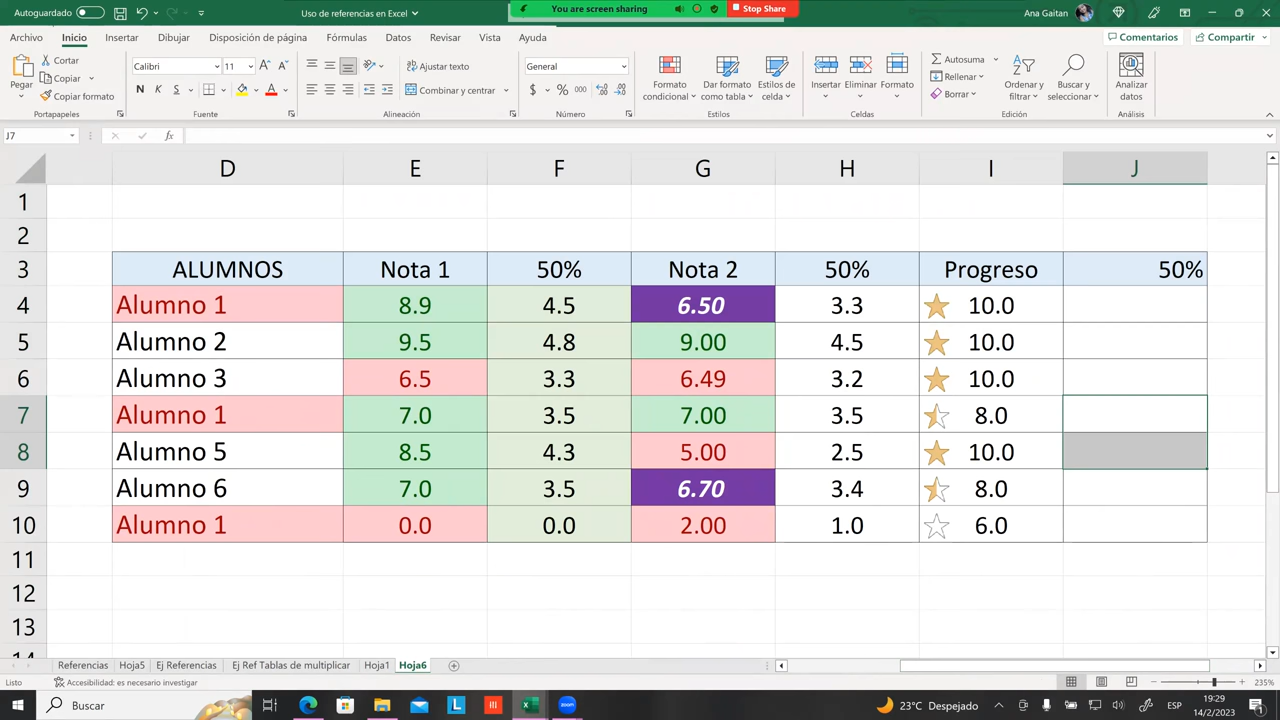 Autoguardado
Uso de referencias en Excel
You are screen sharing
Stop Share
Ana Gaitan
Archivo Inicio Insertar Dibujar Disposición de página Fórmulas Datos Revisar Vista Ayuda
Comentarios Compartir
Pegar
Cortar
Copiar
Copiar formato
Portapapeles
Calibri 11
N K S
Fuente
Ajustar texto
Combinar y centrar
Alineación
General
$ % 000
Número
Formato condicional
Dar formato como tabla
Estilos de celda
Estilos
Insertar Eliminar Formato
Celdas
Autosuma
Rellenar
Borrar
Ordenar y filtrar
Buscar y seleccionar
Edición
Analizar datos
Análisis
J7 fx
D E F G H I J
1
2
3 ALUMNOS Nota 1 50% Nota 2 50% Progreso 50%
4 Alumno 1 8.9 4.5 6.50 3.3 10.0
5 Alumno 2 9.5 4.8 9.00 4.5 10.0
6 Alumno 3 6.5 3.3 6.49 3.2 10.0
7 Alumno 1 7.0 3.5 7.00 3.5 8.0
8 Alumno 5 8.5 4.3 5.00 2.5 10.0
9 Alumno 6 7.0 3.5 6.70 3.4 8.0
10 Alumno 1 0.0 0.0 2.00 1.0 6.0
11
12
13
14
Referencias Hoja5 Ej Referencias Ej Ref Tablas de multiplicar Hoja1 Hoja6
Listo Accesibilidad: es necesario investigar 235%
Buscar
23°C Despejado
ESP
19:29
14/2/2023